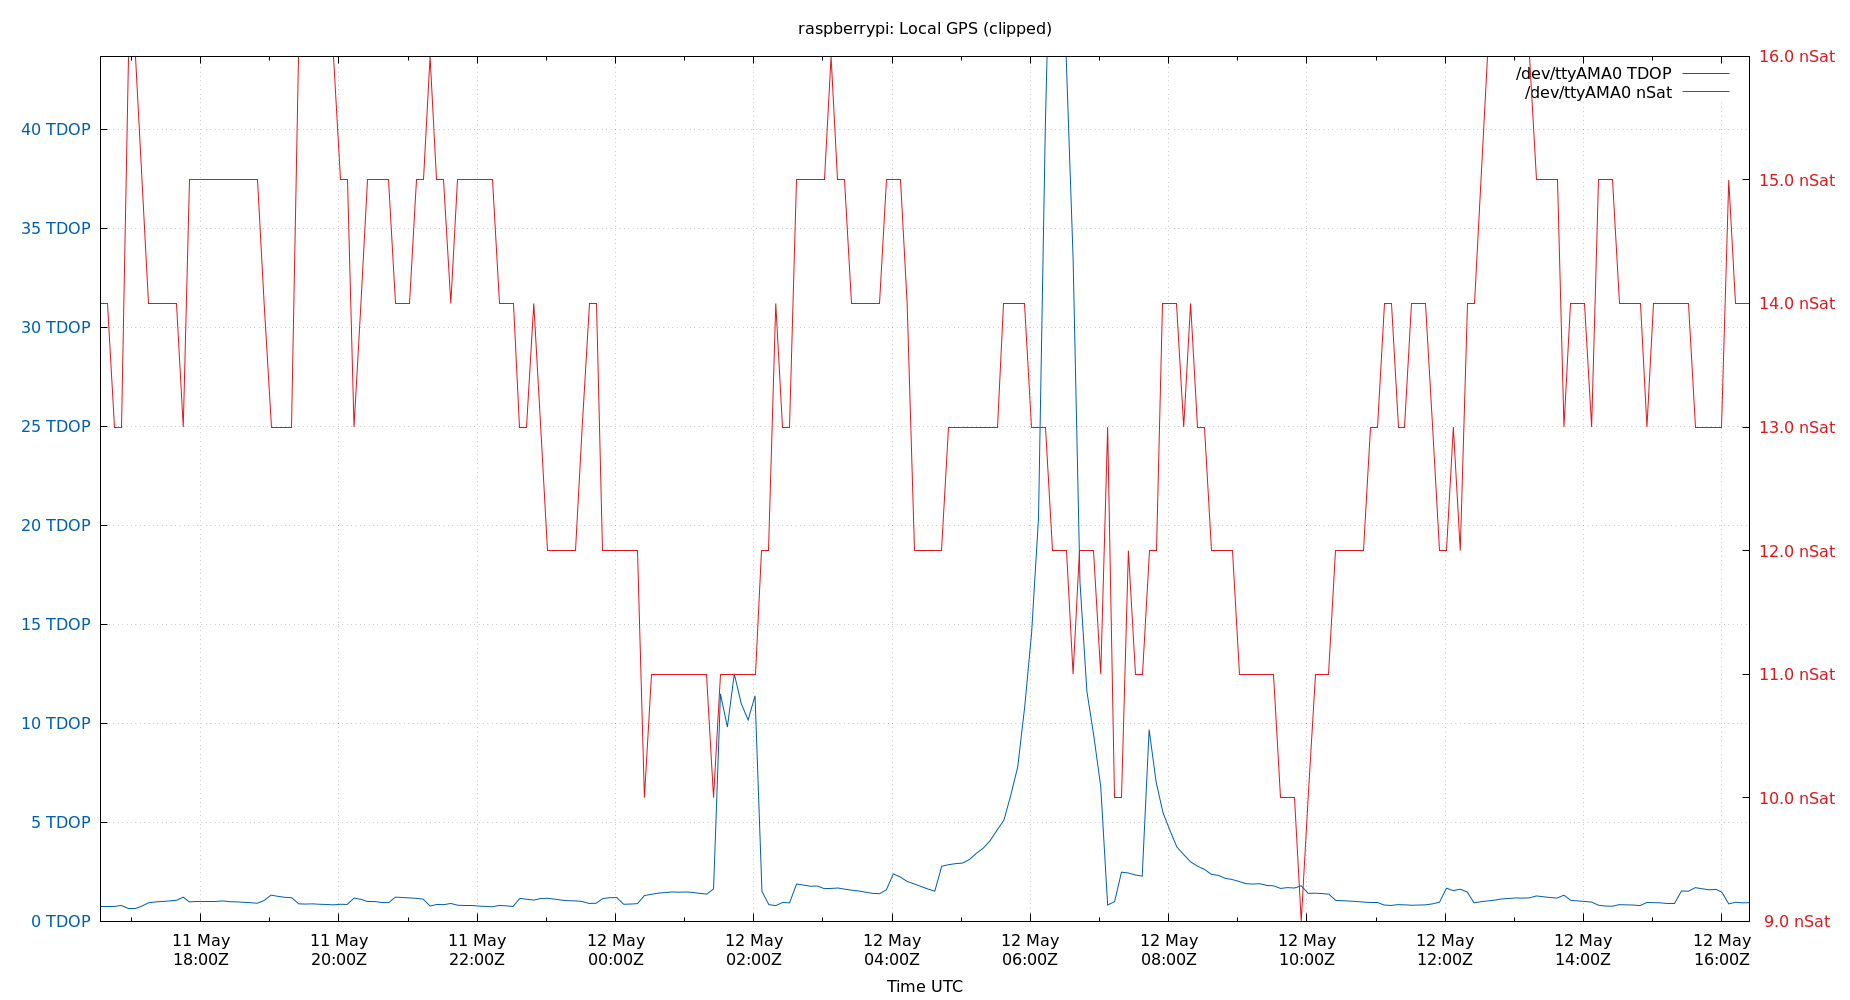 raspberrypi: Local GPS (clipped)
/dev/ttyAMA0 TDOP
/dev/ttyAMA0 nSat
40 TDOP
35 TDOP
30 TDOP
25 TDOP
20 TDOP
15 TDOP
10 TDOP
5 TDOP
0 TDOP
16.0 nSat
15.0 nSat
14.0 nSat
13.0 nSat
12.0 nSat
11.0 nSat
10.0 nSat
9.0 nSat
11 May
18:00Z
11 May
20:00Z
11 May
22:00Z
12 May
00:00Z
12 May
02:00Z
12 May
04:00Z
12 May
06:00Z
12 May
08:00Z
12 May
10:00Z
12 May
12:00Z
12 May
14:00Z
12 May
16:00Z
Time UTC